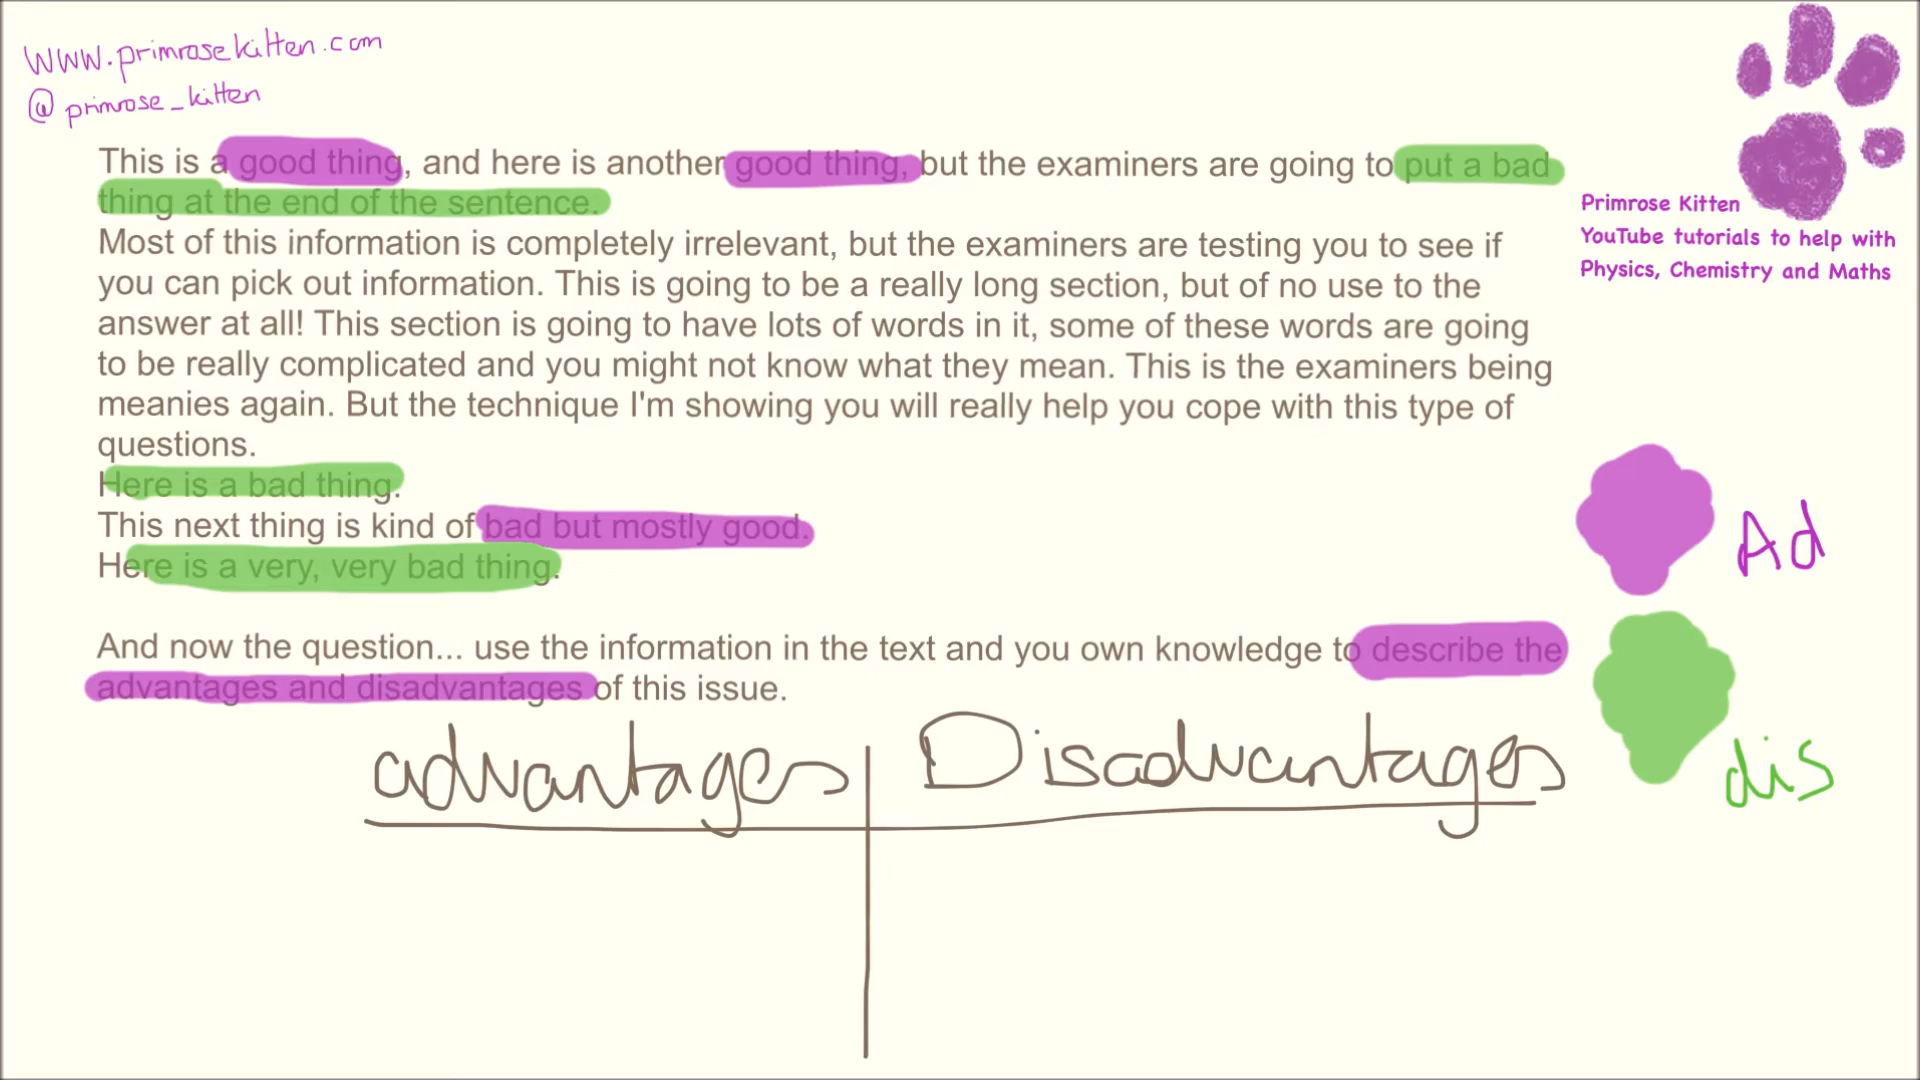 www.primrosekitten.com
@primrose_kitten
This is a good thing, and here is another good thing, but the examiners are going to put a bad
thing at the end of the sentence.
Most of this information is completely irrelevant, but the examiners are testing you to see if
you can pick out information. This is going to be a really long section, but of no use to the
answer at all! This section is going to have lots of words in it, some of these words are going
to be really complicated and you might not know what they mean. This is the examiners being
meanies again. But the technique I'm showing you will really help you cope with this type of
questions.
Here is a bad thing.
This next thing is kind of bad but mostly good.
Here is a very, very bad thing.
And now the question... use the information in the text and you own knowledge to describe the
advantages and disadvantages of this issue.
advantages Disadvantages
Primrose Kitten
YouTube tutorials to help with
Physics, Chemistry and Maths
Ad
dis